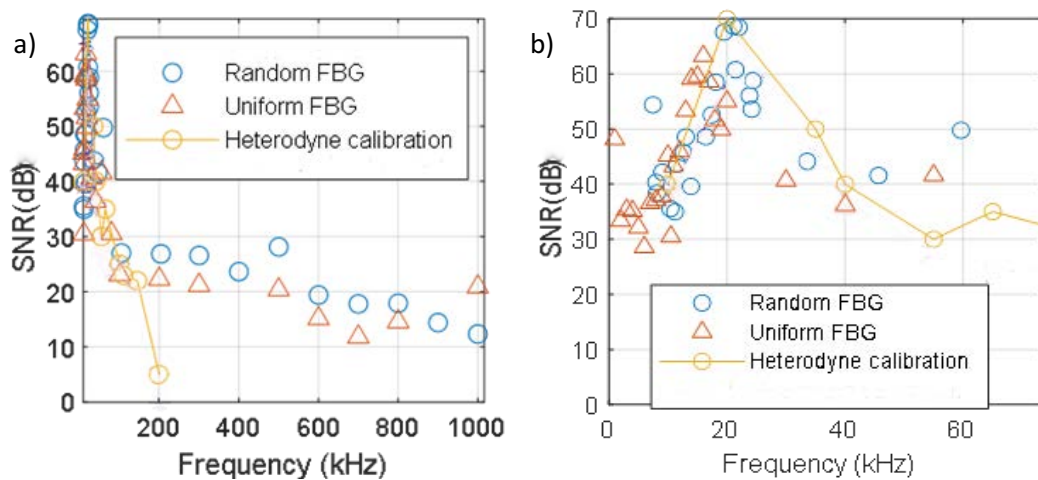 a)
SNR(dB)
60
50
40
30
20
10
0
200
400
600
800
1000
Frequency (kHz)
Random FBG
Uniform FBG
Heterodyne calibration
b)
SNR(dB)
70
60
50
40
30
20
10
0
0
20
40
60
Frequency (kHz)
Random FBG
Uniform FBG
Heterodyne calibration